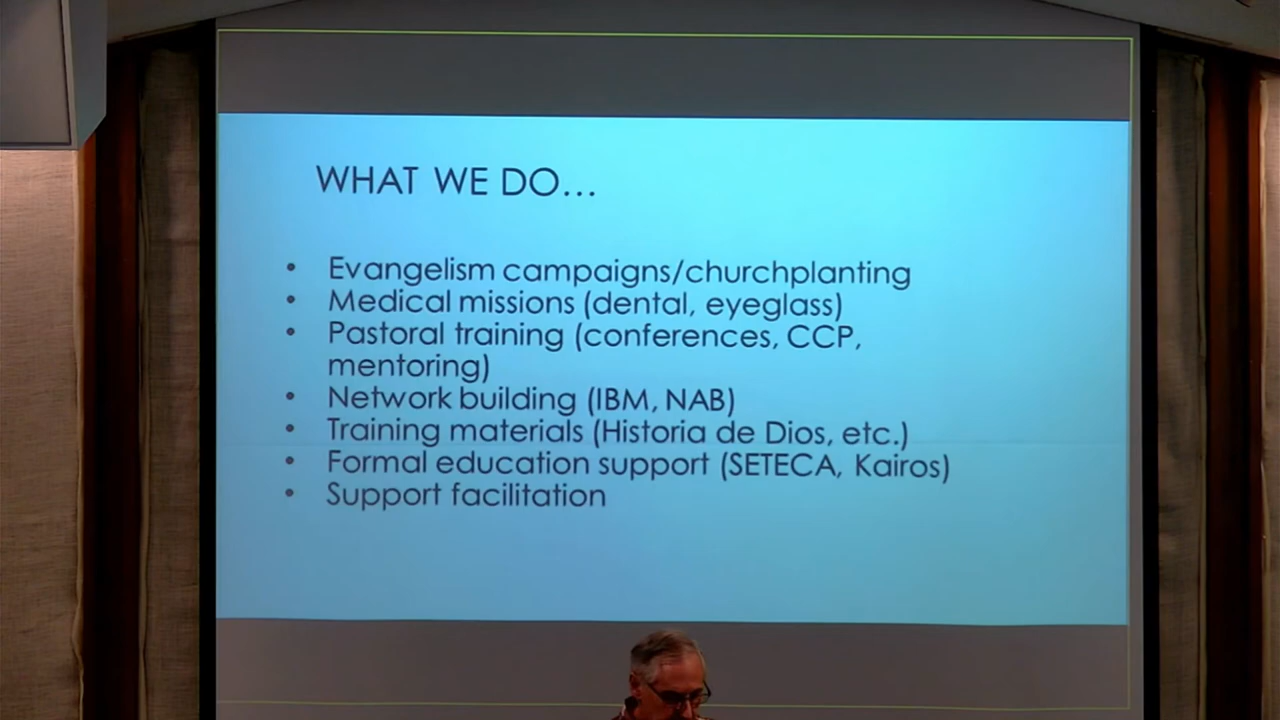 WHAT WE DO...
• Evangelism campaigns/churchplanting
• Medical missions (dental, eyeglass)
• Pastoral training (conferences, CCP,
mentoring)
• Network building (IBM, NAB)
• Training materials (Historia de Dios, etc.)
• Formal education support (SETECA, Kairos)
• Support facilitation